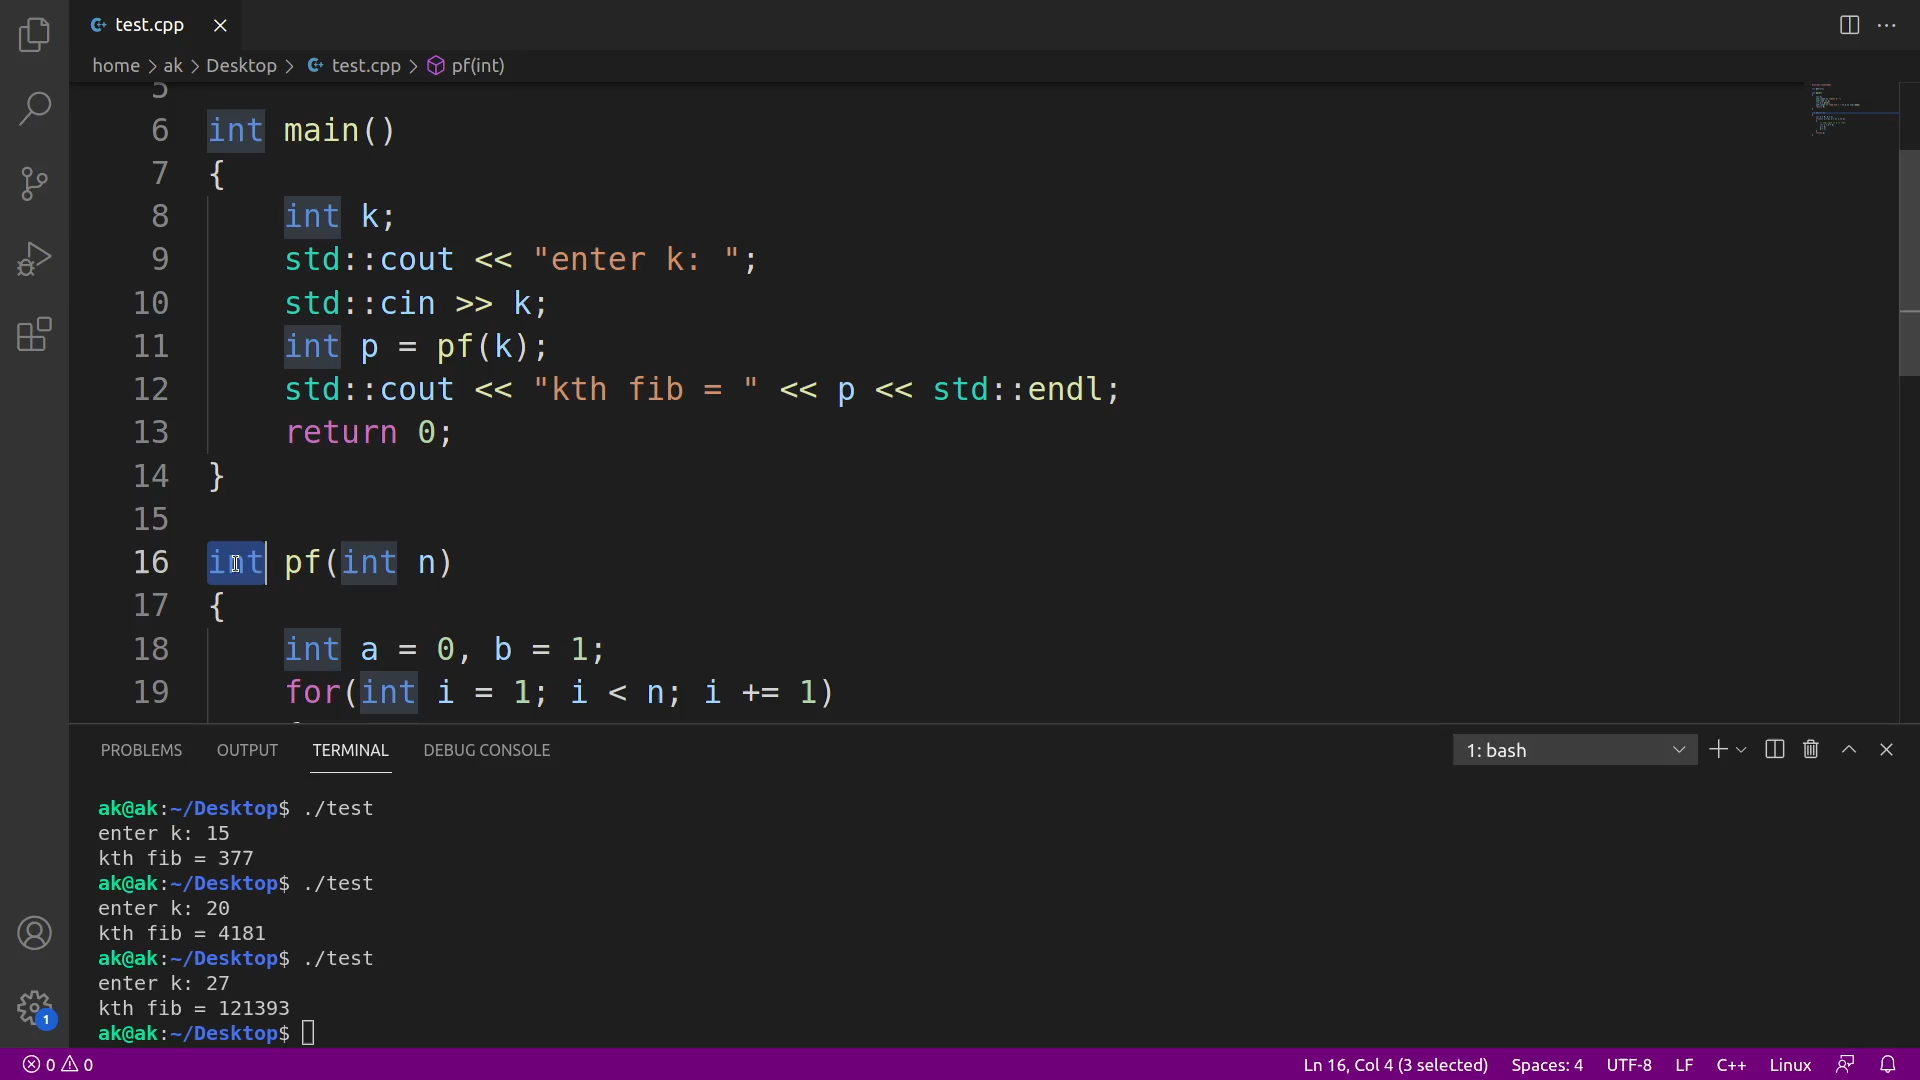 test.cpp
home > ak > Desktop > test.cpp > pf(int)
5
6 int main()
7 {
8 int k;
9 std::cout << "enter k: ";
10 std::cin >> k;
11 int p = pf(k);
12 std::cout << "kth fib = " << p << std::endl;
13 return 0;
14 }
15
16 int pf(int n)
17 {
18 int a = 0, b = 1;
19 for(int i = 1; i < n; i += 1)
PROBLEMS OUTPUT TERMINAL DEBUG CONSOLE 1: bash
ak@ak:~/Desktop$ ./test
enter k: 15
kth fib = 377
ak@ak:~/Desktop$ ./test
enter k: 20
kth fib = 4181
ak@ak:~/Desktop$ ./test
enter k: 27
kth fib = 121393
ak@ak:~/Desktop$
1
0 0 Ln 16, Col 4 (3 selected) Spaces: 4 UTF-8 LF C++ Linux